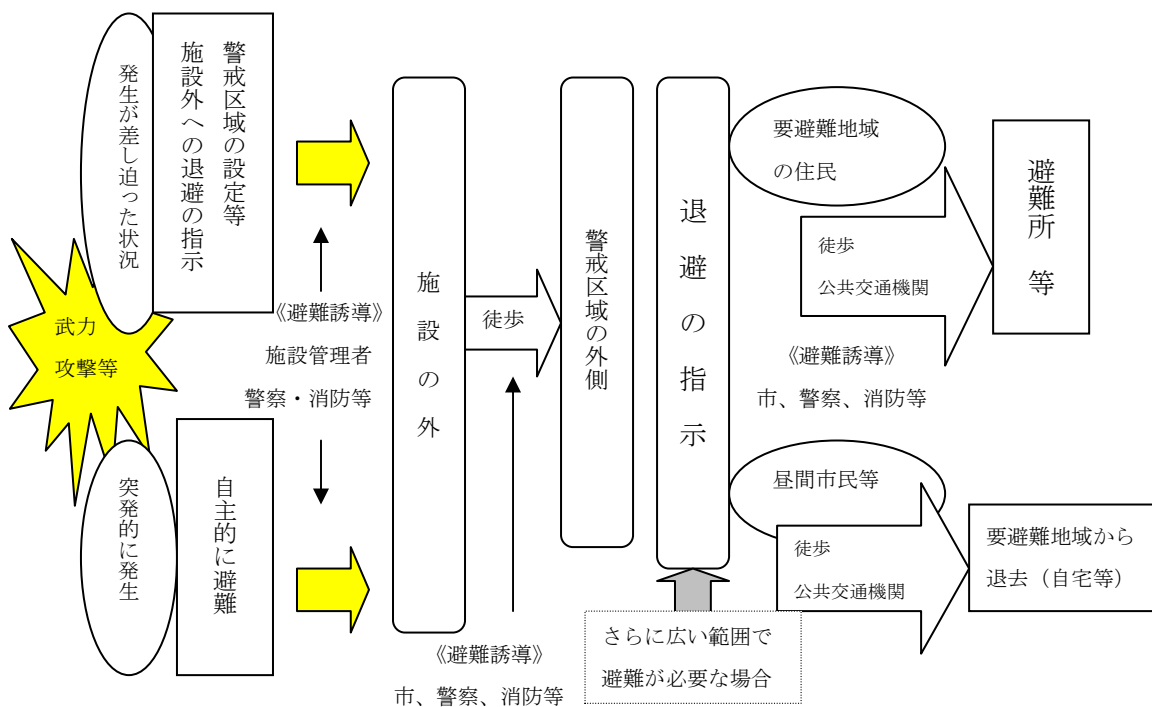 発生が差し迫った状況
警戒区域の設定等
施設外への退避の指示
武力
攻撃等
突発的に発生
自主的に避難
《避難誘導》
施設管理者
警察・消防等
施設の外
徒歩
《避難誘導》
市、警察、消防等
警戒区域の外側
退避の指示
さらに広い範囲で
避難が必要な場合
要避難地域
の住民
徒歩
公共交通機関
《避難誘導》
市、警察、消防等
避難所 等
昼間市民等
徒歩
公共交通機関
要避難地域から
退去（自宅等）